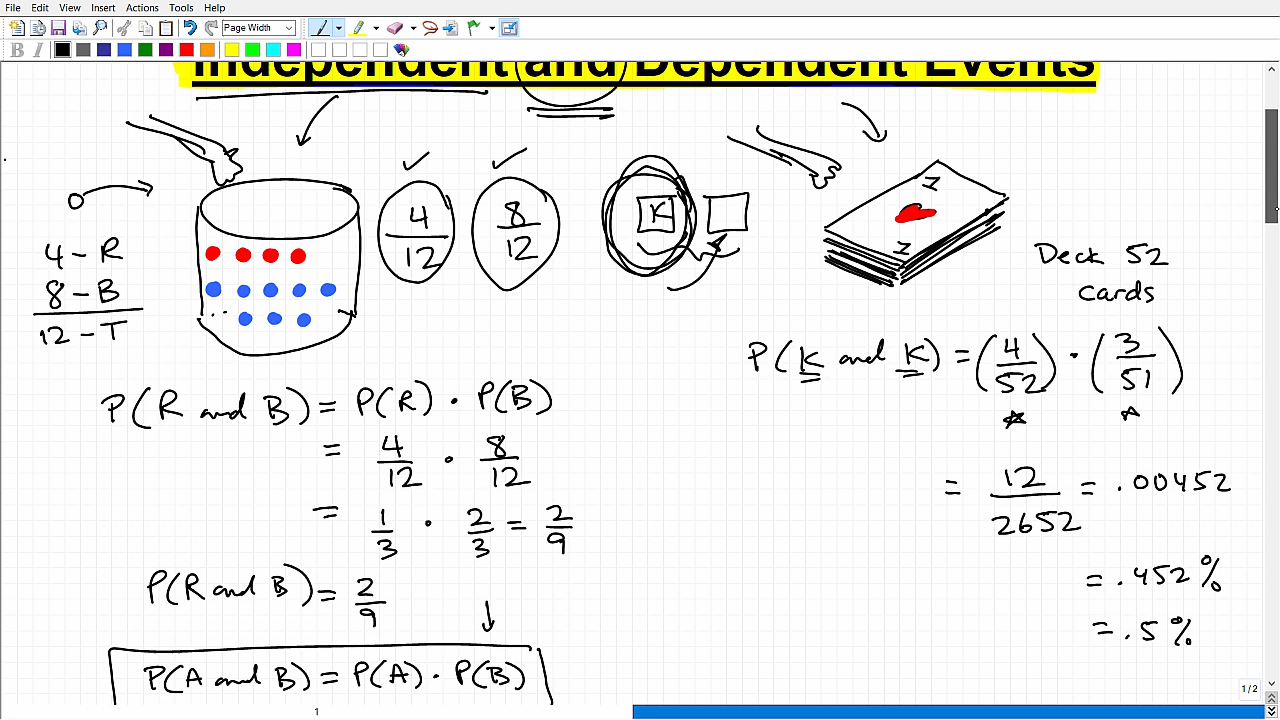 File Edit View Insert Actions Tools Help
Page Width
B I
Independent and Dependent Events
4 - R
8 - B
12 - T
4/12
8/12
K
Deck 52
cards
P(R and B) = P(R) · P(B)
= 4/12 · 8/12
= 1/3 · 2/3 = 2/9
P(R and B) = 2/9
P(A and B) = P(A) · P(B)
P(K and K) = (4/52) · (3/51)
= 12/2652 = .00452
= .452%
= .5%
1/2
1